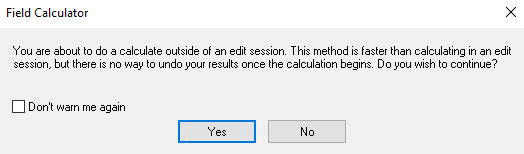 Field Calculator
You are about to do a calculate outside of an edit session. This method is faster than calculating in an edit
session, but there is no way to undo your results once the calculation begins. Do you wish to continue?
Don't warn me again
Yes No